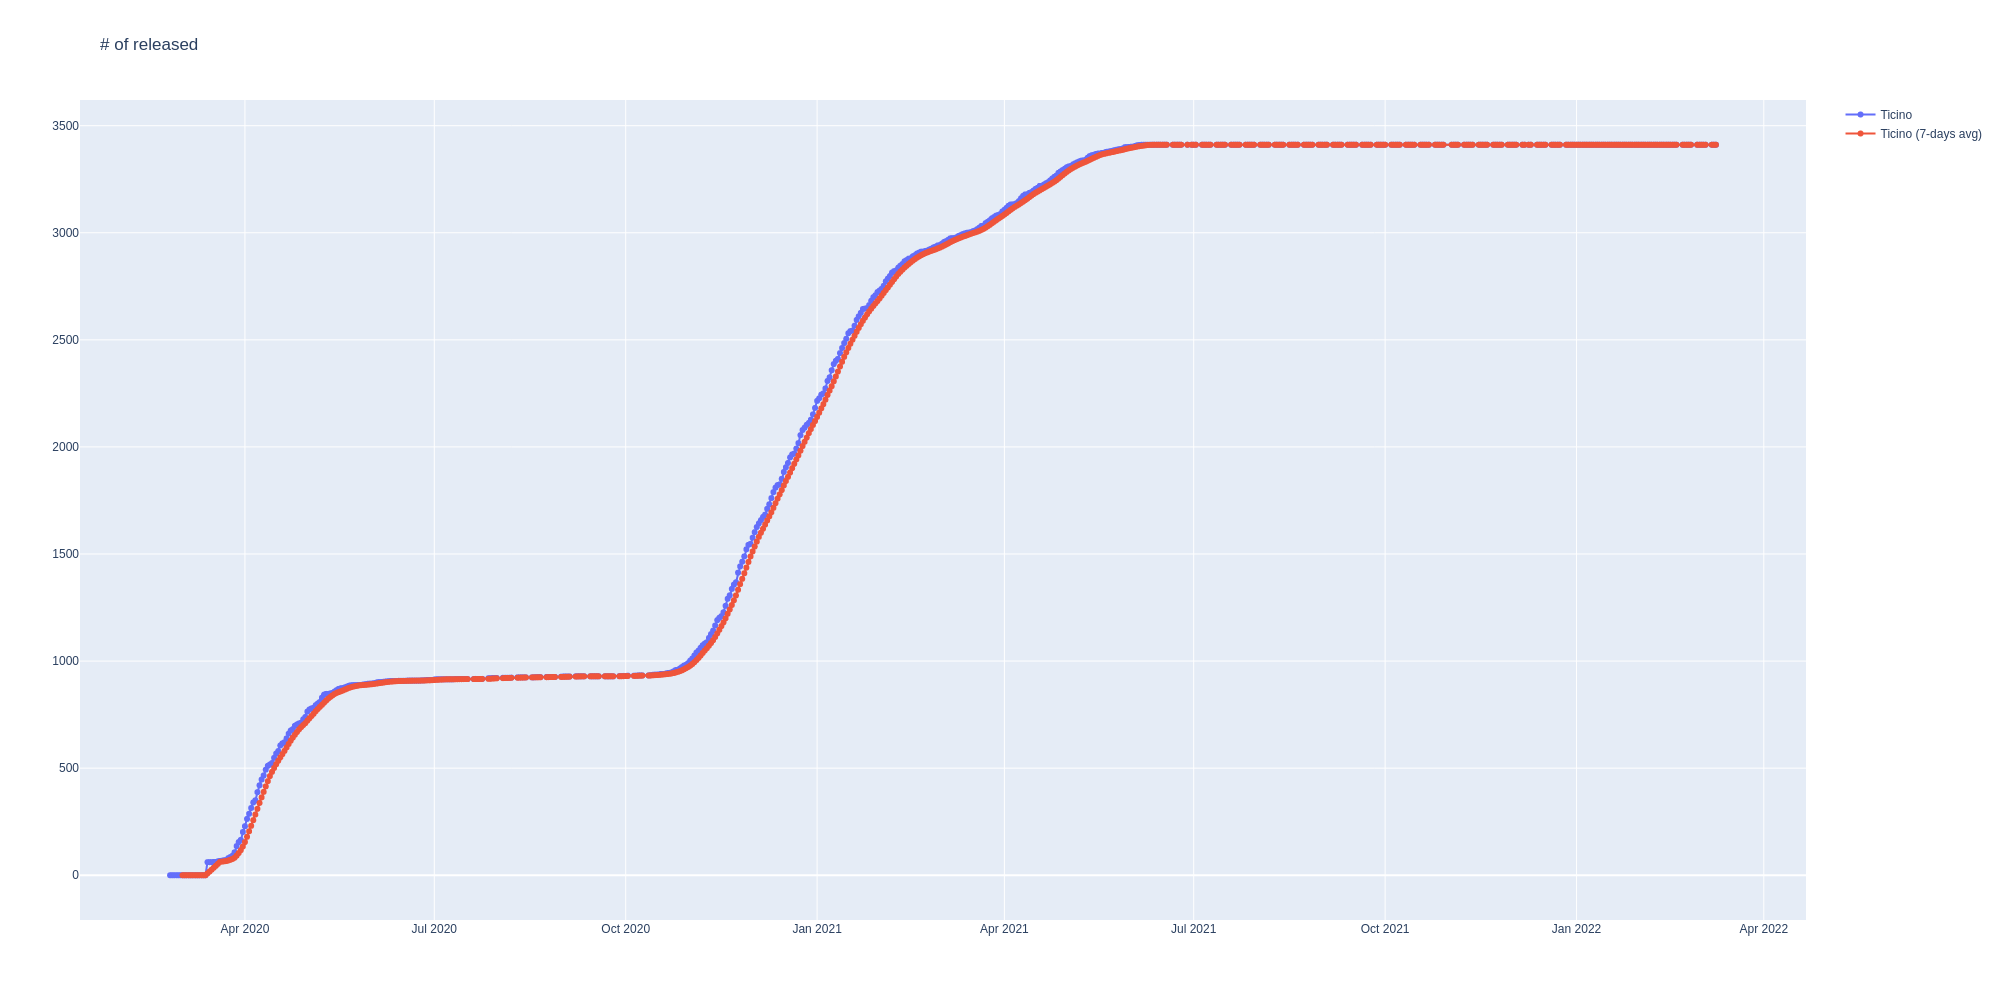 # of released
Ticino
Ticino (7-days avg)
3500
3000
2500
2000
1500
1000
500
0
Apr 2020
Jul 2020
Oct 2020
Jan 2021
Apr 2021
Jul 2021
Oct 2021
Jan 2022
Apr 2022